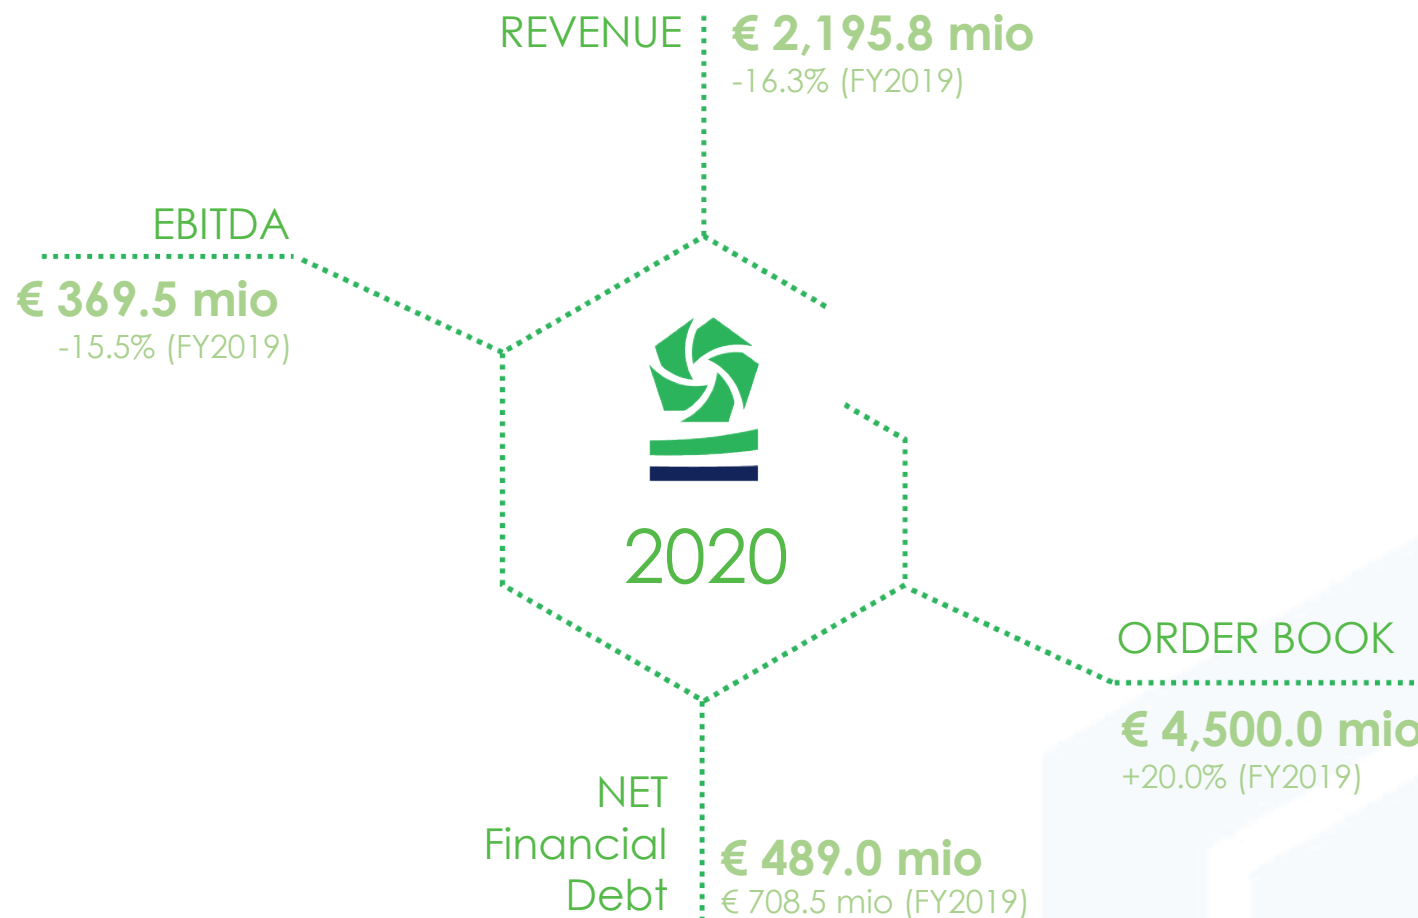 REVENUE
€ 2,195.8 mio
-16.3% (FY2019)
EBITDA
€ 369.5 mio
-15.5% (FY2019)
2020
ORDER BOOK
€ 4,500.0 mio
+20.0% (FY2019)
NET
Financial
Debt
€ 489.0 mio
€ 708.5 mio (FY2019)